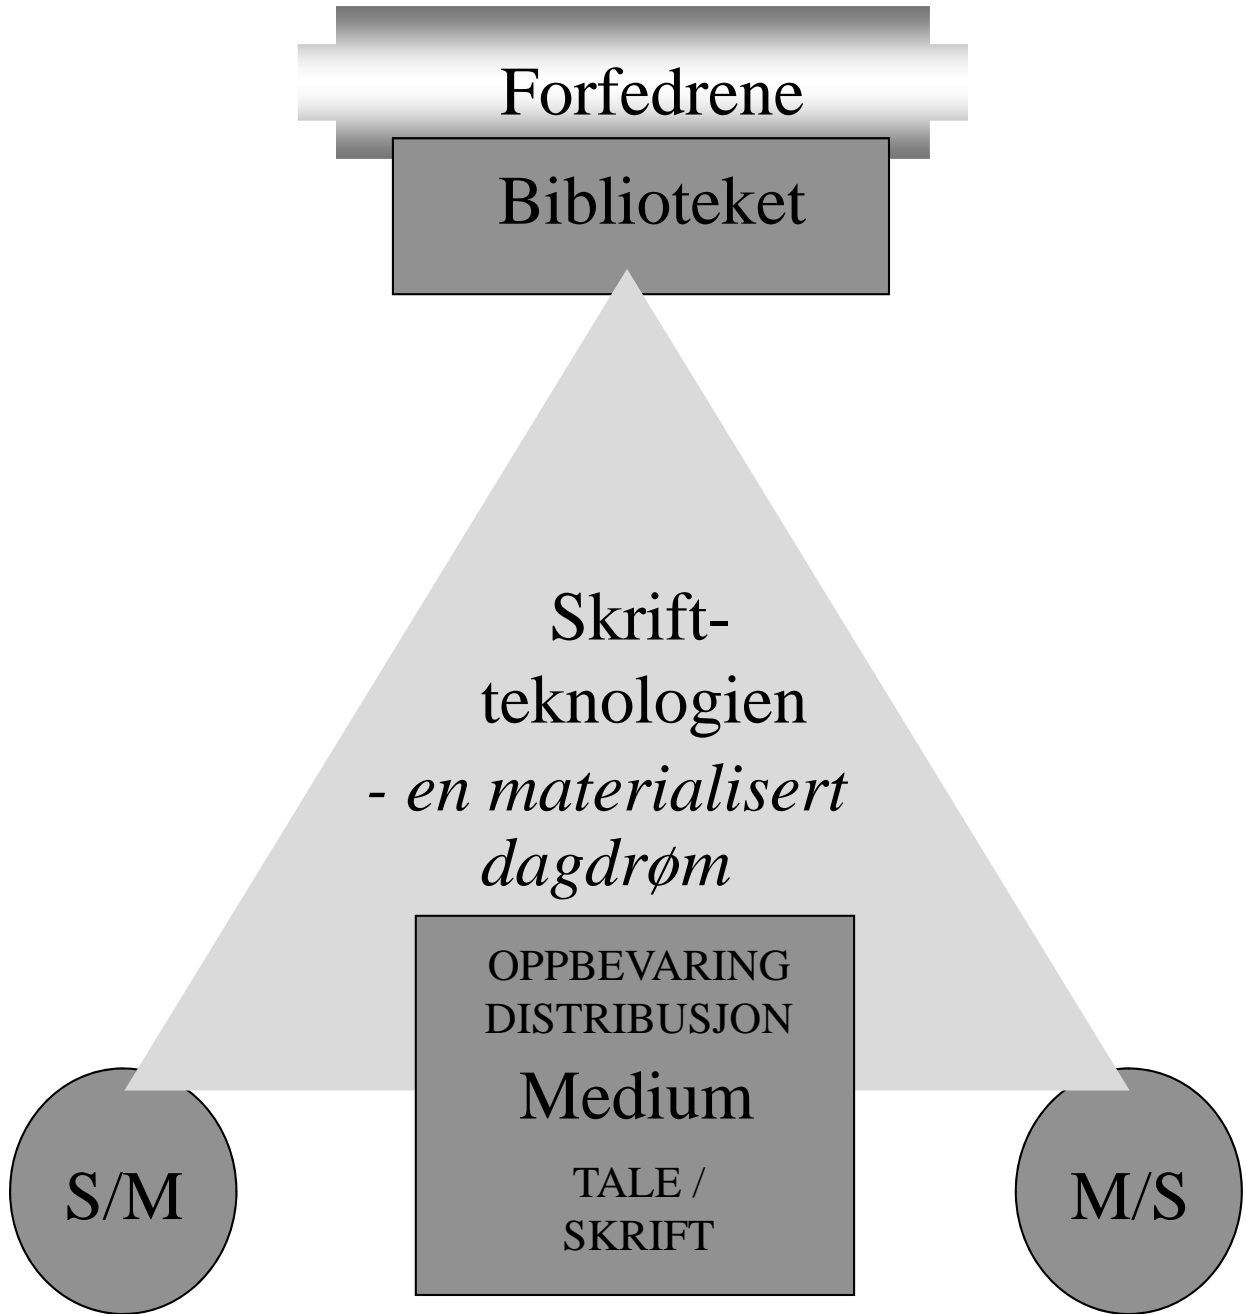 Forfedrene
Biblioteket
Skrift-
teknologien
- en materialisert
dagdrøm
OPPBEVARING
DISTRIBUSJON
Medium
TALE /
SKRIFT
S/M
M/S